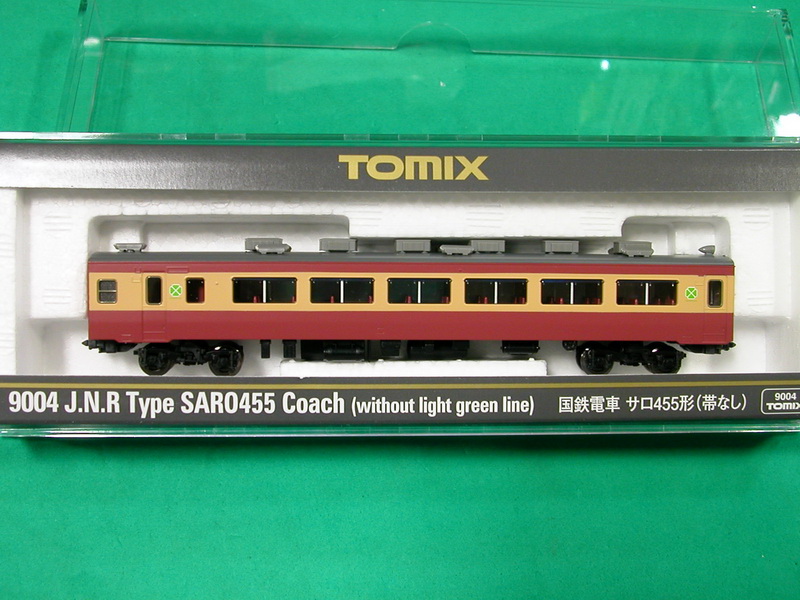 TOMIX
9004 J.N.R Type SARO455 Coach (without light green line) 国鉄電車 サロ455形(帯なし)
9004
TOMIX